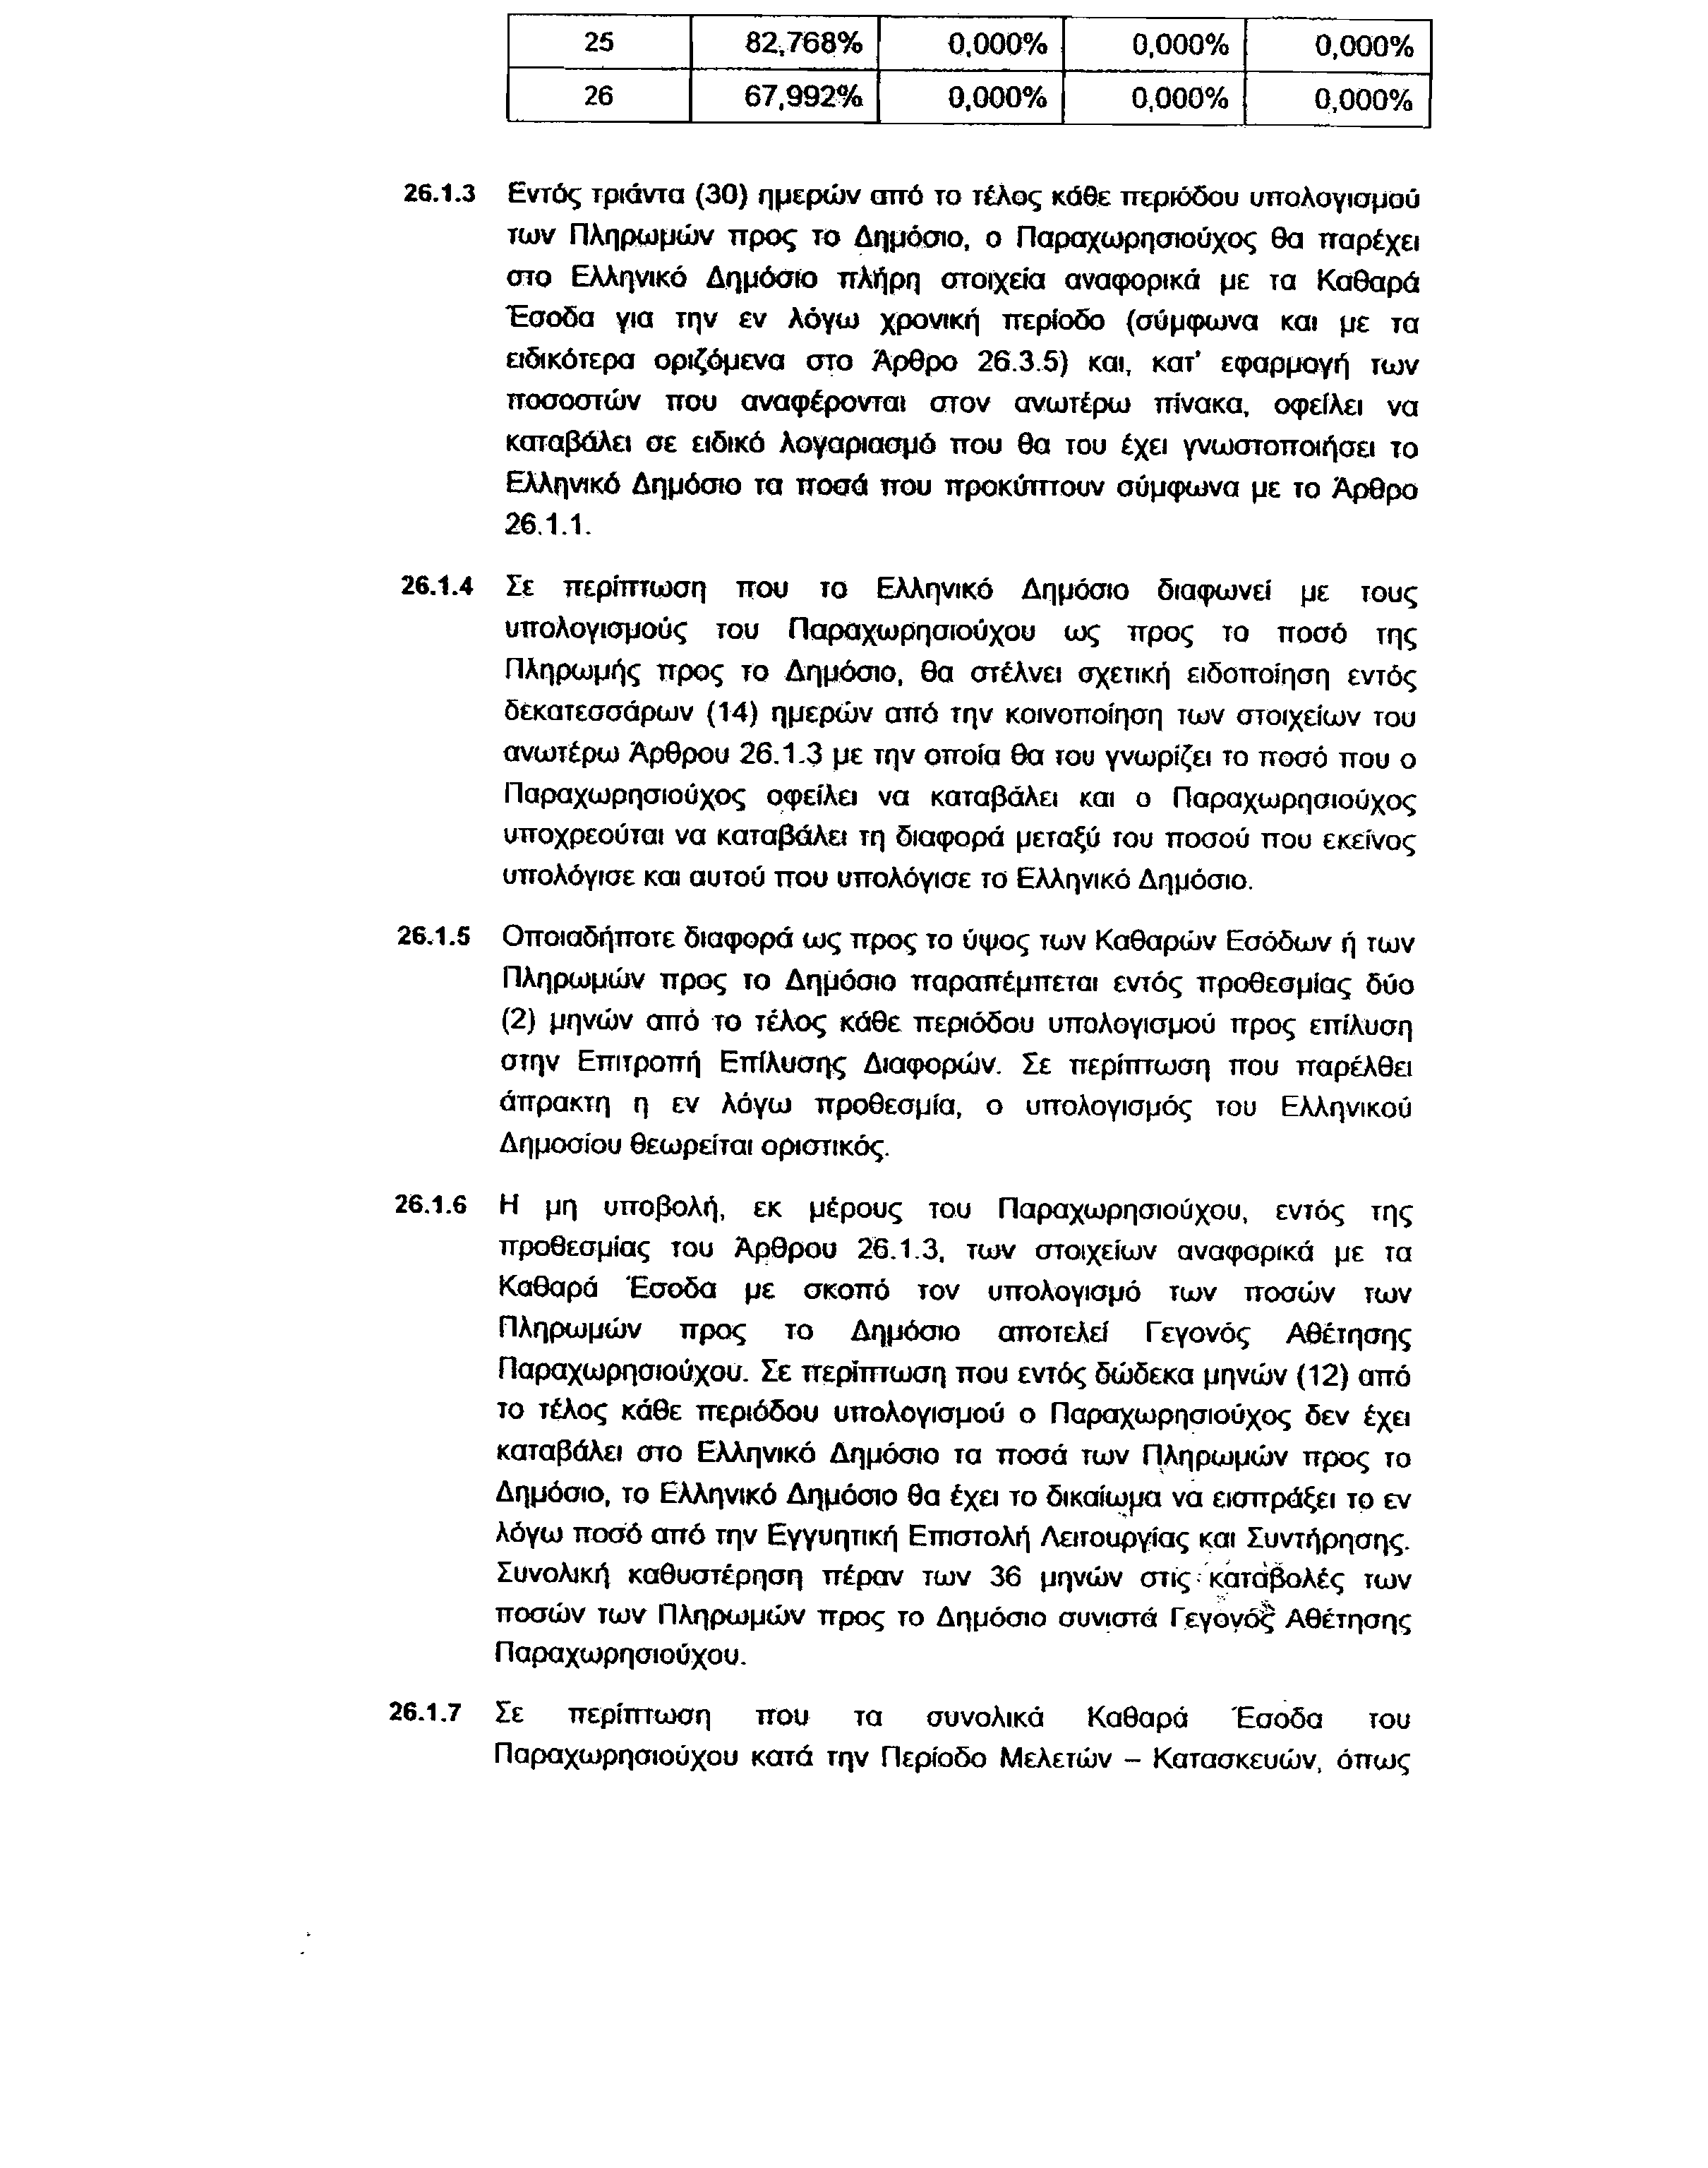 25 82,768% 0,000% 0,000% 0,000%
26 67,992% 0,000% 0,000% 0,000%
26.1.3 Εντός τριάντα (30) ημερών από το τέλος κάθε περιόδου υπολογισμού
των Πληρωμών προς το Δημόσιο, ο Παραχωρησιούχος θα παρέχει
στο Ελληνικό Δημόσιο πλήρη στοιχεία αναφορικά με τα Καθαρά
Έσοδα για την εν λόγω χρονική περίοδο (σύμφωνα και με τα
ειδικότερα οριζόμενα στο Άρθρο 26.3.5) και, κατ' εφαρμογή των
ποσοστών που αναφέρονται στον ανωτέρω πίνακα, οφείλει να
καταβάλει σε ειδικό λογαριασμό που θα του έχει γνωστοποιήσει το
Ελληνικό Δημόσιο τα ποσά που προκύπτουν σύμφωνα με το Άρθρο
26.1.1.
26.1.4 Σε περίπτωση που το Ελληνικό Δημόσιο διαφωνεί με τους
υπολογισμούς του Παραχωρησιούχου ως προς το ποσό της
Πληρωμής προς το Δημόσιο, θα στέλνει σχετική ειδοποίηση εντός
δεκατεσσάρων (14) ημερών από την κοινοποίηση των στοιχείων του
ανωτέρω Άρθρου 26.1.3 με την οποία θα του γνωρίζει το ποσό που ο
Παραχωρησιούχος οφείλει να καταβάλει και ο Παραχωρησιούχος
υποχρεούται να καταβάλει τη διαφορά μεταξύ του ποσού που εκείνος
υπολόγισε και αυτού που υπολόγισε το Ελληνικό Δημόσιο.
26.1.5 Οποιαδήποτε διαφορά ως προς το ύψος των Καθαρών Εσόδων ή των
Πληρωμών προς το Δημόσιο παραπέμπεται εντός προθεσμίας δύο
(2) μηνών από το τέλος κάθε περιόδου υπολογισμού προς επίλυση
στην Επιτροπή Επίλυσης Διαφορών. Σε περίπτωση που παρέλθει
άπρακτη η εν λόγω προθεσμία, ο υπολογισμός του Ελληνικού
Δημοσίου θεωρείται οριστικός.
26.1.6 Η μη υποβολή, εκ μέρους του Παραχωρησιούχου, εντός της
προθεσμίας του Άρθρου 26.1.3, των στοιχείων αναφορικά με τα
Καθαρά Έσοδα με σκοπό τον υπολογισμό των ποσών των
Πληρωμών προς το Δημόσιο αποτελεί Γεγονός Αθέτησης
Παραχωρησιούχου. Σε περίπτωση που εντός δώδεκα μηνών (12) από
το τέλος κάθε περιόδου υπολογισμού ο Παραχωρησιούχος δεν έχει
καταβάλει στο Ελληνικό Δημόσιο τα ποσά των Πληρωμών προς το
Δημόσιο, το Ελληνικό Δημόσιο θα έχει το δικαίωμα να εισπράξει το εν
λόγω ποσό από την Εγγυητική Επιστολή Λειτουργίας και Συντήρησης.
Συνολική καθυστέρηση πέραν των 36 μηνών στις καταβολές των
ποσών των Πληρωμών προς το Δημόσιο συνιστά Γεγονός Αθέτησης
Παραχωρησιούχου.
26.1.7 Σε περίπτωση που τα συνολικά Καθαρά Έσοδα του
Παραχωρησιούχου κατά την Περίοδο Μελετών – Κατασκευών, όπως